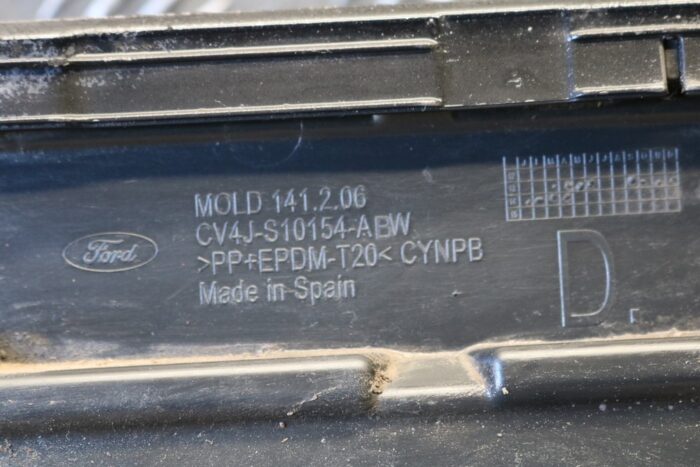 Ford
MOLD 141.2.06
CV4J-S10154-ABW
>PP+EPDM-T20< CYNPB
Made in Spain
D